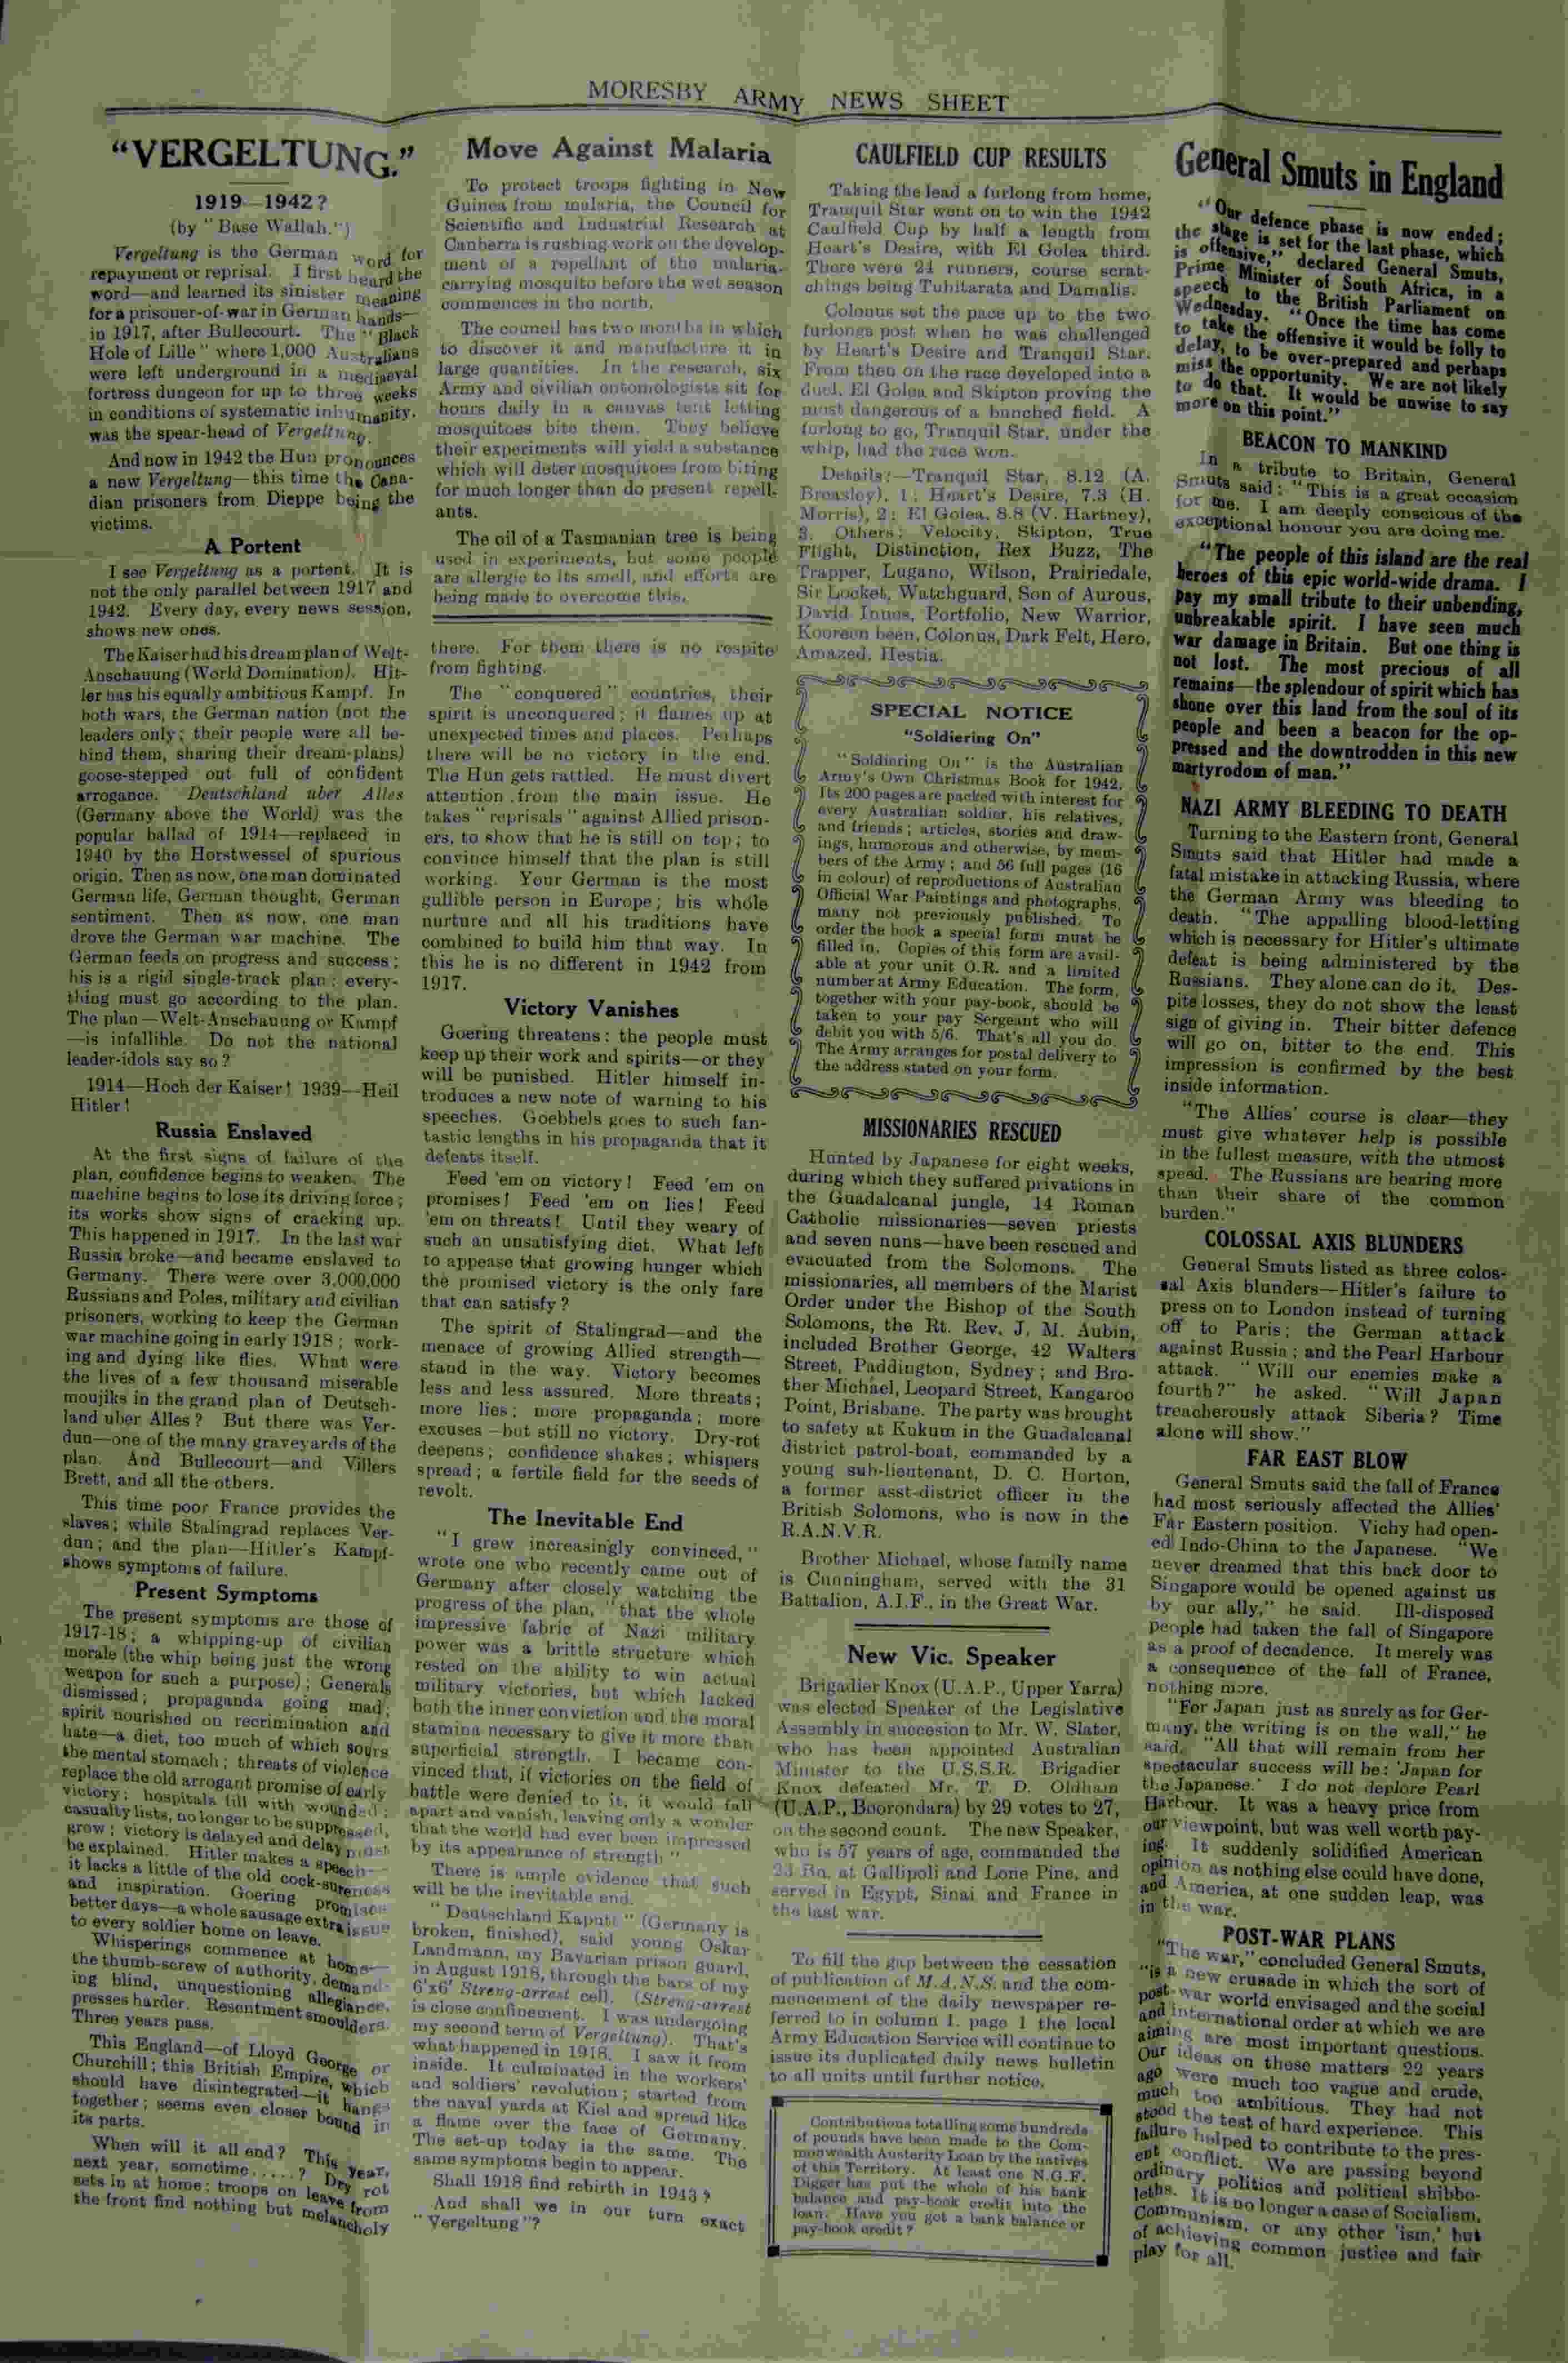 MORESBY ARMY NEWS SHEET
"VERGELTUNG."
1919—1942?
(by "Base Wallah.")
Vergeltung is the German word for
repayment or reprisal. I first heard the
word—and learned its sinister meaning
for a prisoner-of-war in German hands—
in 1917, after Bullecourt. The "Black
Hole of Lille" where 1,000 Australians
were left underground in a mediaeval
fortress dungeon for up to three weeks
in conditions of systematic inhumanity,
was the spear-head of Vergeltung.
And now in 1942 the Hun pronounces
a new Vergeltung—this time the Cana-
dian prisoners from Dieppe being the
victims.
A Portent
I see Vergeltung as a portent. It is
not the only parallel between 1917 and
1942. Every day, every news session,
shows new ones.
The Kaiser had his dream plan of Welt-
Anschauung (World Domination). Hit-
ler has his equally ambitious Kampf. In
both wars, the German nation (not the
leaders only; their people were all be-
hind them, sharing their dream-plans)
goose-stepped out full of confident
arrogance. Deutschland uber Alles
(Germany above the World) was the
popular ballad of 1914—replaced in
1940 by the Horstwessel of spurious
origin. Then as now, one man dominated
German life, German thought, German
sentiment. Then as now, one man
drove the German war machine. The
German feeds on progress and success;
his is a rigid single-track plan; every-
thing must go according to the plan.
The plan—Welt-Anschauung or Kampf
—is infallible. Do not the national
leader-idols say so?
1914—Hoch der Kaiser! 1939—Heil
Hitler!
Russia Enslaved
At the first signs of failure of the
plan, confidence begins to weaken. The
machine begins to lose its driving force;
its works show signs of cracking up.
This happened in 1917. In the last war
Russia broke—and became enslaved to
Germany. There were over 3,000,000
Russians and Poles, military and civilian
prisoners, working to keep the German
war machine going in early 1918; work-
ing and dying like flies. What were
the lives of a few thousand miserable
moujiks in the grand plan of Deutsch-
land uber Alles? But there was Ver-
dun—one of the many graveyards of the
plan. And Bullecourt—and Villers
Brett, and all the others.
This time poor France provides the
slaves; while Stalingrad replaces Ver-
dun; and the plan—Hitler's Kampf-
shows symptoms of failure.
Present Symptoms
The present symptoms are those of
1917-18; a whipping-up of civilian
morale (the whip being just the wrong
weapon for such a purpose); Generals
dismissed; propaganda going mad;
spirit nourished on recrimination and
hate—a diet, too much of which sours
the mental stomach; threats of violence
replace the old arrogant promise of early
victory; hospitals fill with wounded;
casualty lists, no longer to be suppressed,
grow; victory is delayed and delay must
be explained. Hitler makes a speech—
it lacks a little of the old cock-sureness
and inspiration. Goering promises
better days—a whole sausage extra issue
to every soldier home on leave.
Whisperings commence at home—
the thumb-screw of authority, demand-
ing blind, unquestioning allegiance,
presses harder. Resentment smoulders.
Three years pass.
This England—of Lloyd George or
Churchill; this British Empire, which
should have disintegrated—it hangs
together; seems even closer bound in
its parts.
When will it all end? This year,
next year, sometime.....? Dry rot
sets in at home; troops on leave from
the front find nothing but melancholy
Move Against Malaria
To protect troops fighting in New
Guinea from malaria, the Council for
Scientific and Industrial Research at
Canberra is rushing work on the develop-
ment of a repellant of the malaria-
carrying mosquito before the wet season
commences in the north.
The council has two months in which
to discover it and manufacture it in
large quantities. In the research, six
Army and civilian entomologists sit for
hours daily in a canvas tent letting
mosquitoes bite them. They believe
their experiments will yield a substance
which will deter mosquitoes from biting
for much longer than do present repell-
ants.
The oil of a Tasmanian tree is being
used in experiments, but some people
are allergic to its smell, and efforts are
being made to overcome this.
there. For them there is no respite
from fighting.
The "conquered" countries, their
spirit is unconquered; it flames up at
unexpected times and places. Perhaps
there will be no victory in the end.
The Hun gets rattled. He must divert
attention from the main issue. He
takes "reprisals" against Allied prison-
ers, to show that he is still on top; to
convince himself that the plan is still
working. Your German is the most
gullible person in Europe; his whole
nurture and all his traditions have
combined to build him that way. In
this he is no different in 1942 from
1917.
Victory Vanishes
Goering threatens: the people must
keep up their work and spirits—or they
will be punished. Hitler himself in-
troduces a new note of warning to his
speeches. Goebbels goes to such fan-
tastic lengths in his propaganda that it
defeats itself.
Feed 'em on victory! Feed 'em on
promises! Feed 'em on lies! Feed
'em on threats! Until they weary of
such an unsatisfying diet. What left
to appease that growing hunger which
the promised victory is the only fare
that can satisfy?
The spirit of Stalingrad—and the
menace of growing Allied strength—
stand in the way. Victory becomes
less and less assured. More threats;
more lies; more propaganda; more
excuses—but still no victory. Dry-rot
deepens; confidence shakes; whispers
spread; a fertile field for the seeds of
revolt.
The Inevitable End
"I grew increasingly convinced,"
wrote one who recently came out of
Germany after closely watching the
progress of the plan, "that the whole
impressive fabric of Nazi military
power was a brittle structure which
rested on the ability to win actual
military victories, but which lacked
both the inner conviction and the moral
stamina necessary to give it more than
superficial strength. I became con-
vinced that, if victories on the field of
battle were denied to it, it would fall
apart and vanish, leaving only a wonder
that the world had ever been impressed
by its appearance of strength"
There is ample evidence that such
will be the inevitable end.
"Deutschland Kaputt" (Germany is
broken, finished), said young Oskar
Landmann, my Bavarian prison guard,
in August 1918, through the bars of my
6'x6' Streng-arrest cell. (Streng-arrest
is close confinement. I was undergoing
my second term of Vergeltung). That's
what happened in 1918. I saw it from
inside. It culminated in the workers'
and soldiers' revolution; started from
the naval yards at Kiel and spread like
a flame over the face of Germany.
The set-up today is the same. The
same symptoms begin to appear.
Shall 1918 find rebirth in 1943?
And shall we in our turn exact
"Vergeltung"?
CAULFIELD CUP RESULTS
Taking the lead a furlong from home,
Tranquil Star went on to win the 1942
Caulfield Cup by half a length from
Heart's Desire, with El Golea third.
There were 24 runners, course scrat-
chings being Tuhitarata and Damalis.
Colonus set the pace up to the two
furlongs post when he was challenged
by Heart's Desire and Tranquil Star.
From then on the race developed into a
duel, El Golea and Skipton proving the
most dangerous of a bunched field. A
furlong to go, Tranquil Star, under the
whip, had the race won.
Details:—Tranquil Star, 8.12 (A.
Breasley), 1; Heart's Desire, 7.3 (H.
Morris), 2; El Golea, 8.8 (V. Hartney),
3. Others: Velocity, Skipton, True
Flight, Distinction, Rex Buzz, The
Trapper, Lugano, Wilson, Prairiedale,
Sir Locket, Watchguard, Son of Aurous,
David Innus, Portfolio, New Warrior,
Kooreen been, Colonus, Dark Felt, Hero,
Amazed, Hestia.
SPECIAL NOTICE
"Soldiering On"
"Soldiering On" is the Australian
Army's Own Christmas Book for 1942.
Its 200 pages are packed with interest for
every Australian soldier, his relatives,
and friends; articles, stories and draw-
ings, humorous and otherwise, by mem-
bers of the Army; and 56 full pages (16
in colour) of reproductions of Australian
Official War Paintings and photographs,
many not previously published. To
order the book a special form must be
filled in. Copies of this form are avail-
able at your unit O.R. and a limited
number at Army Education. The form,
together with your pay-book, should be
taken to your pay Sergeant who will
debit you with 5/6. That's all you do.
The Army arranges for postal delivery to
the address stated on your form.
MISSIONARIES RESCUED
Hunted by Japanese for eight weeks,
during which they suffered privations in
the Guadalcanal jungle, 14 Roman
Catholic missionaries—seven priests
and seven nuns—have been rescued and
evacuated from the Solomons. The
missionaries, all members of the Marist
Order under the Bishop of the South
Solomons, the Rt. Rev. J. M. Aubin,
included Brother George, 42 Walters
Street, Paddington, Sydney; and Bro-
ther Michael, Leopard Street, Kangaroo
Point, Brisbane. The party was brought
to safety at Kukum in the Guadalcanal
district patrol-boat, commanded by a
young sub-lieutenant, D. C. Horton,
a former asst-district officer in the
British Solomons, who is now in the
R.A.N.V.R.
Brother Michael, whose family name
is Cunningham, served with the 31
Battalion, A.I.F., in the Great War.
New Vic. Speaker
Brigadier Knox (U.A.P., Upper Yarra)
was elected Speaker of the Legislative
Assembly in succesion to Mr. W. Slater,
who has been appointed Australian
Minister to the U.S.S.R. Brigadier
Knox defeated Mr. T. D. Oldham
(U.A.P., Boorondara) by 29 votes to 27,
on the second count. The new Speaker,
who is 57 years of age, commanded the
23 Bn. at Gallipoli and Lone Pine, and
served in Egypt, Sinai and France in
the last war.
To fill the gap between the cessation
of publication of M.A.N.S. and the com-
mencement of the daily newspaper re-
ferred to in column 1. page 1 the local
Army Education Service will continue to
issue its duplicated daily news bulletin
to all units until further notice.
Contributions totalling some hundreds
of pounds have been made to the Com-
monwealth Austerity Loan by the natives
of this Territory. At least one N.G.F.
Digger has put the whole of his bank
balance and pay-book credit into the
loan. Have you got a bank balance or
pay-book credit?
General Smuts in England
"Our defence phase is now ended;
the stage is set for the last phase, which
is offensive," declared General Smuts,
Prime Minister of South Africa, in a
speech to the British Parliament on
Wednesday. "Once the time has come
to take the offensive it would be folly to
delay, to be over-prepared and perhaps
miss the opportunity. We are not likely
to do that. It would be unwise to say
more on this point."
BEACON TO MANKIND
In a tribute to Britain, General
Smuts said: "This is a great occasion
for me. I am deeply conscious of the
exceptional honour you are doing me.
"The people of this island are the real
heroes of this epic world-wide drama. I
pay my small tribute to their unbending,
unbreakable spirit. I have seen much
war damage in Britain. But one thing is
not lost. The most precious of all
remains—the splendour of spirit which has
shone over this land from the soul of its
people and been a beacon for the op-
pressed and the downtrodden in this new
martyrodom of man."
NAZI ARMY BLEEDING TO DEATH
Turning to the Eastern front, General
Smuts said that Hitler had made a
fatal mistake in attacking Russia, where
the German Army was bleeding to
death. "The appalling blood-letting
which is necessary for Hitler's ultimate
defeat is being administered by the
Russians. They alone can do it. Des-
pite losses, they do not show the least
sign of giving in. Their bitter defence
will go on, bitter to the end. This
impression is confirmed by the best
inside information.
"The Allies' course is clear—they
must give whatever help is possible
in the fullest measure, with the utmost
speed. The Russians are bearing more
than their share of the common
burden."
COLOSSAL AXIS BLUNDERS
General Smuts listed as three colos-
sal Axis blunders—Hitler's failure to
press on to London instead of turning
off to Paris; the German attack
against Russia; and the Pearl Harbour
attack. "Will our enemies make a
fourth?" he asked. "Will Japan
treacherously attack Siberia? Time
alone will show."
FAR EAST BLOW
General Smuts said the fall of France
had most seriously affected the Allies'
Far Eastern position. Vichy had open-
ed Indo-China to the Japanese. "We
never dreamed that this back door to
Singapore would be opened against us
by our ally," he said. Ill-disposed
people had taken the fall of Singapore
as a proof of decadence. It merely was
a consequence of the fall of France,
nothing more.
"For Japan just as surely as for Ger-
many, the writing is on the wall," he
said. "All that will remain from her
spectacular success will be: 'Japan for
the Japanese.' I do not deplore Pearl
Harbour. It was a heavy price from
our viewpoint, but was well worth pay-
ing. It suddenly solidified American
opinion as nothing else could have done,
and America, at one sudden leap, was
in the war.
POST-WAR PLANS
"The war," concluded General Smuts,
"is a new crusade in which the sort of
post-war world envisaged and the social
and international order at which we are
aiming are most important questions.
Our ideas on these matters 22 years
ago were much too vague and crude,
much too ambitious. They had not
stood the test of hard experience. This
failure helped to contribute to the pres-
ent conflict. We are passing beyond
ordinary politics and political shibbo-
leths. It is no longer a case of Socialism,
Communism, or any other 'ism,' but
of achieving common justice and fair
play for all.